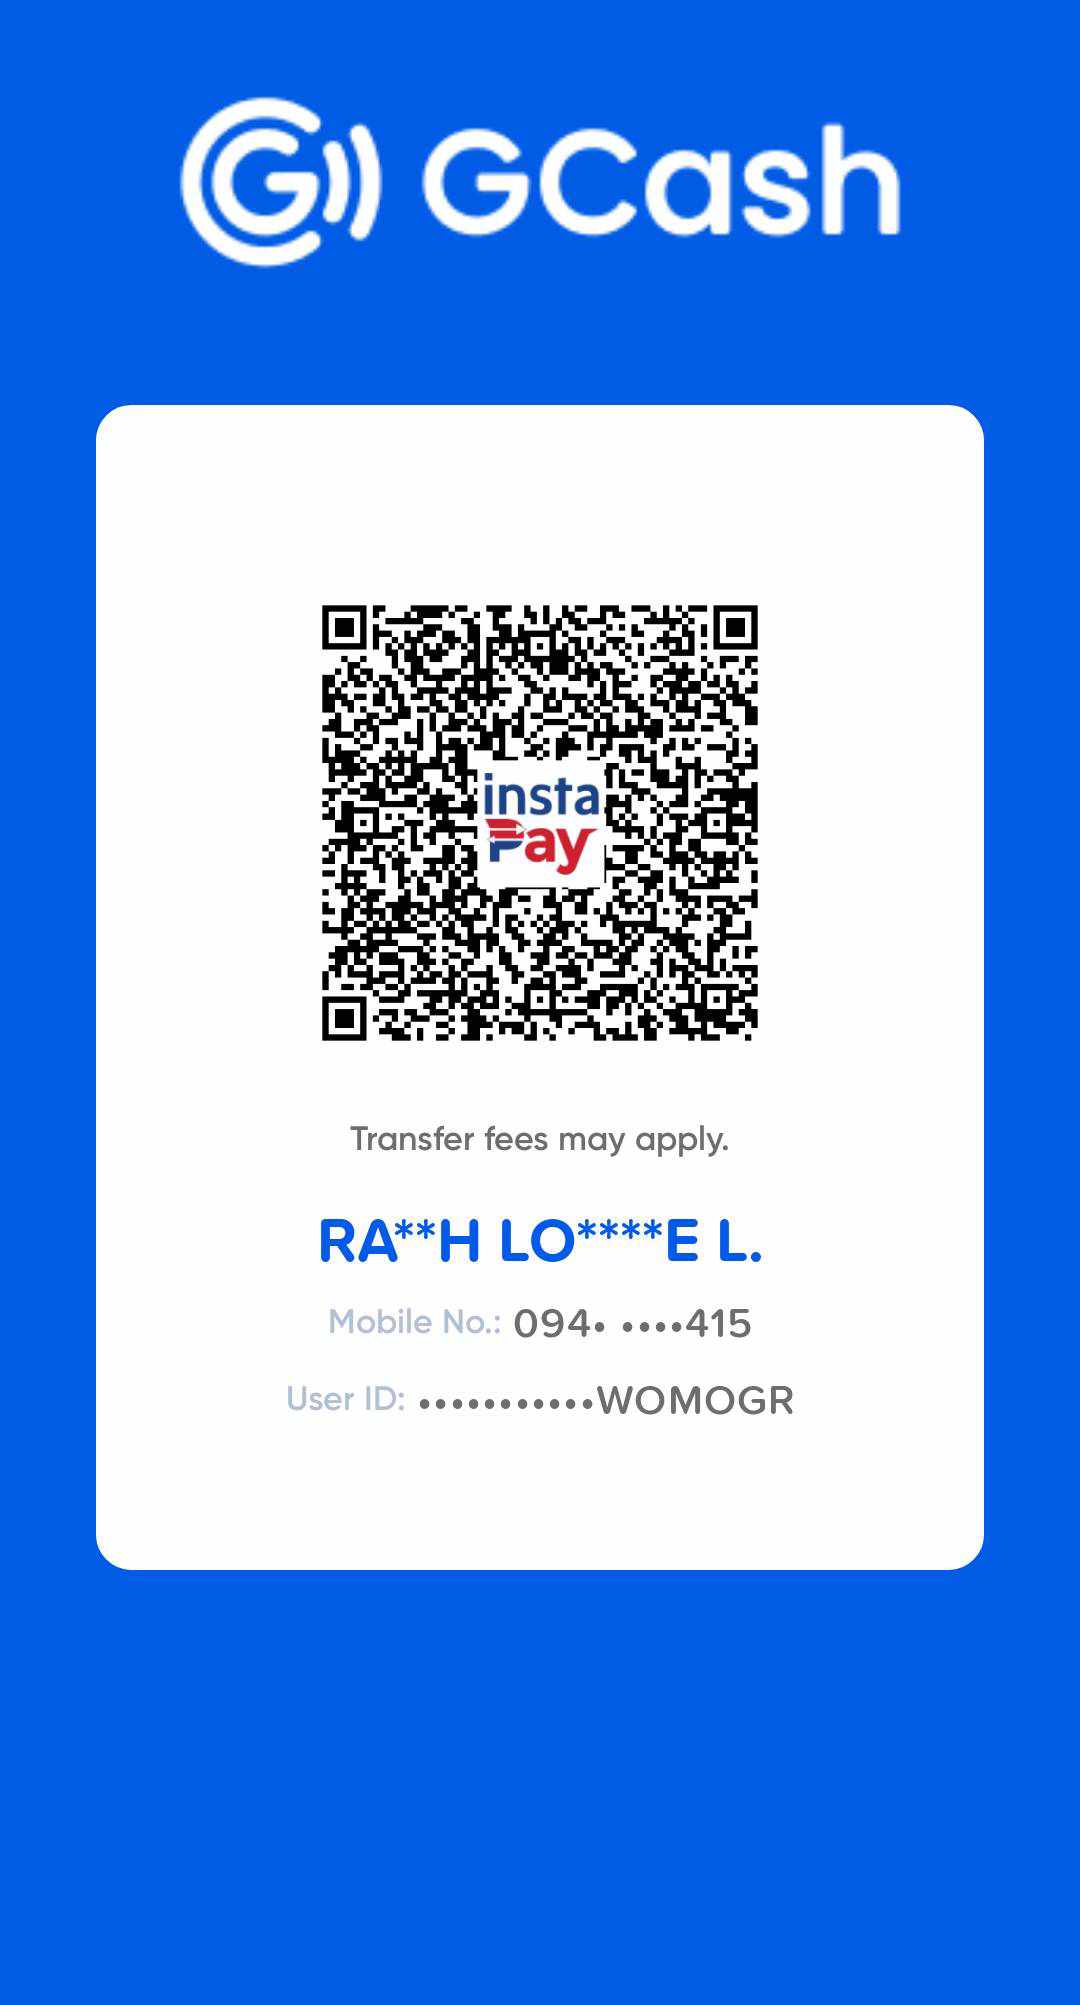 GCash
insta
Pay
Transfer fees may apply.
RA**H LO****E L.
Mobile No.: 094• ••••415
User ID: •••••••••••WOMOGR